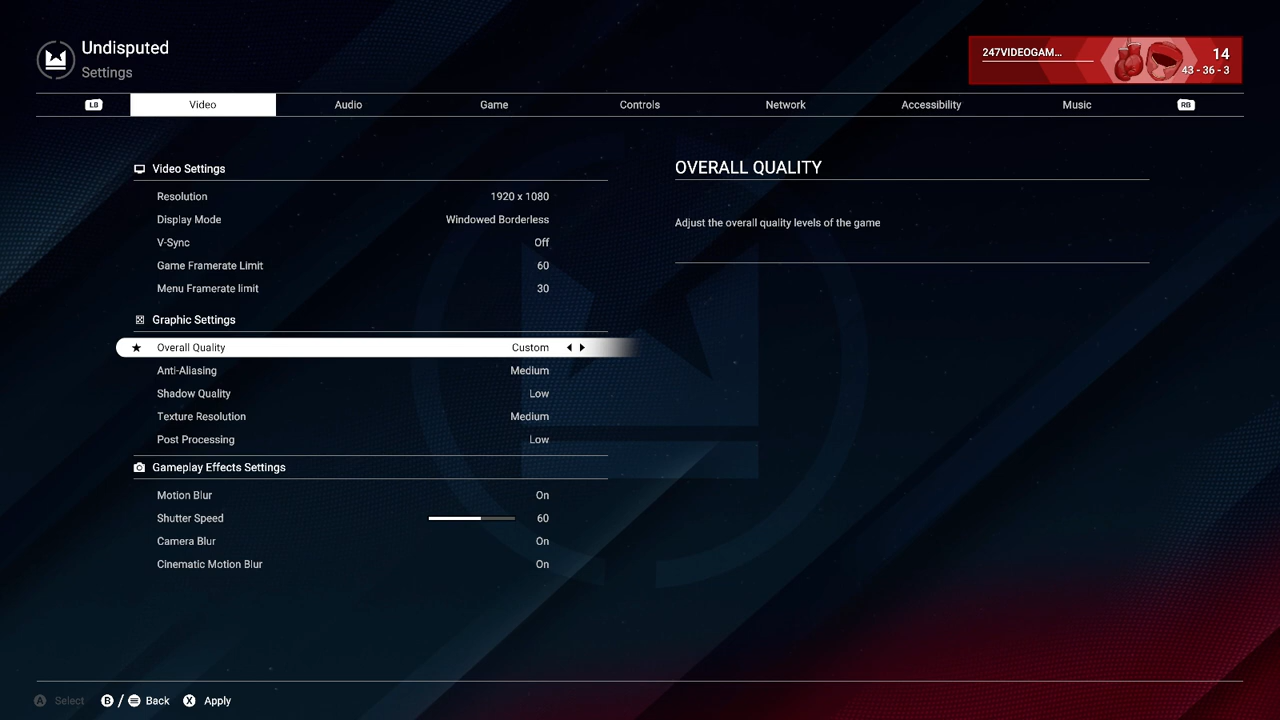 Undisputed
Settings
247VIDEOGAM...
14
43 - 36 - 3
LB Video Audio Game Controls Network Accessibility Music RB
Video Settings
Resolution 1920 x 1080
Display Mode Windowed Borderless
V-Sync Off
Game Framerate Limit 60
Menu Framerate limit 30
Graphic Settings
Overall Quality Custom
Anti-Aliasing Medium
Shadow Quality Low
Texture Resolution Medium
Post Processing Low
Gameplay Effects Settings
Motion Blur On
Shutter Speed 60
Camera Blur On
Cinematic Motion Blur On
OVERALL QUALITY
Adjust the overall quality levels of the game
A Select B / Back X Apply